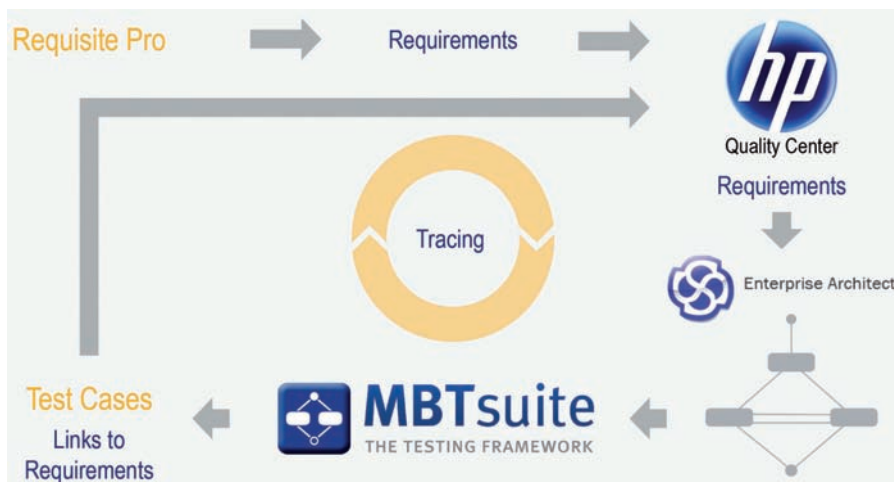 Requisite Pro
Requirements
hp
Quality Center
Requirements
Tracing
Enterprise Architect
Test Cases
Links to
Requirements
MBTsuite
THE TESTING FRAMEWORK